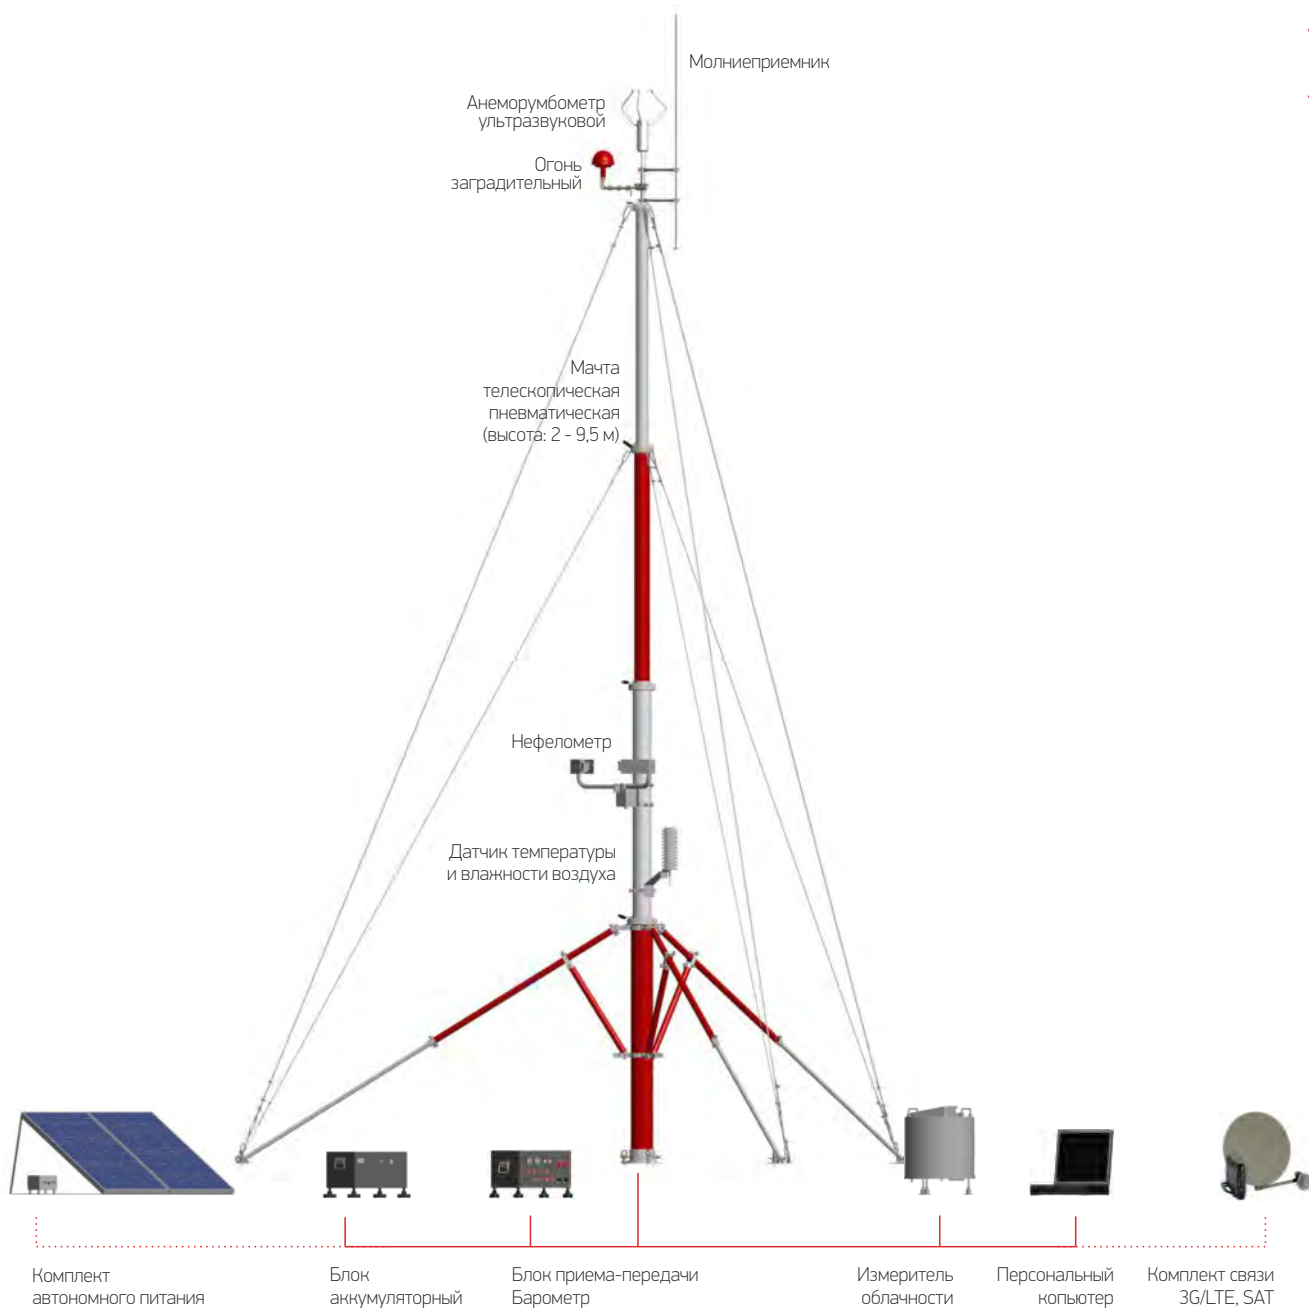 Молниеприемник
Анеморумбометр
ультразвуковой
Огонь
заградительный
Мачта
телескопическая
пневматическая
(высота: 2 - 9,5 м)
Нефелометр
Датчик температуры
и влажности воздуха
Комплект
автономного питания
Блок
аккумуляторный
Блок приема-передачи
Барометр
Измеритель
облачности
Персональный
копьютер
Комплект связи
3G/LTE, SAT